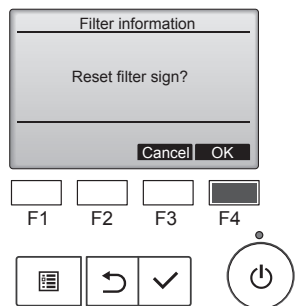 Filter information
Reset filter sign?
Cancel OK
F1 F2 F3 F4